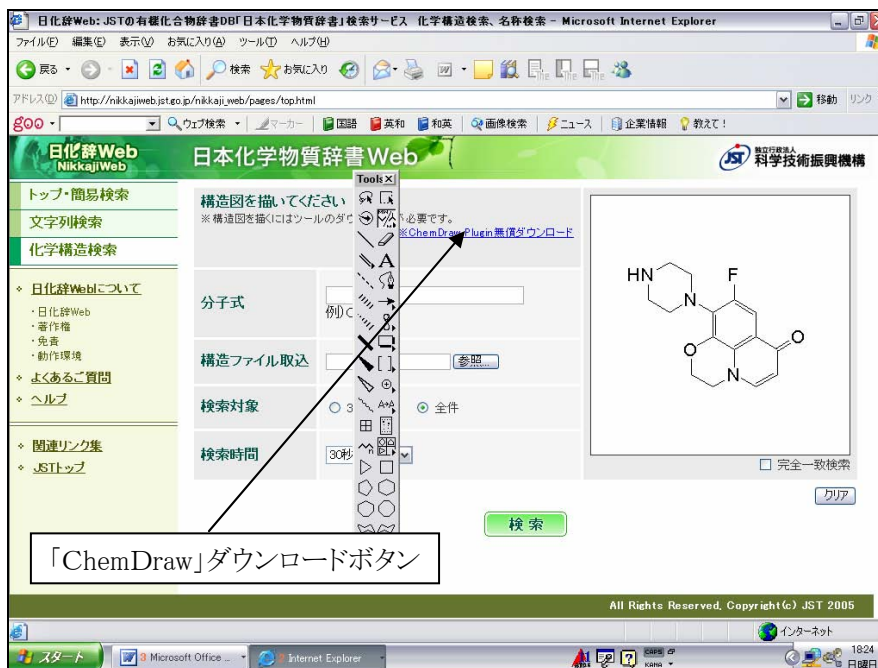 日化辞Web: JSTの有機化合物辞書DB「日本化学物質辞書」検索サービス 化学構造検索、名称検索 - Microsoft Internet Explorer
ファイル(F) 編集(E) 表示(V) お気に入り(A) ツール(T) ヘルプ(H)
戻る 検索 お気に入り
アドレス(D) http://nikkajiweb.jst.go.jp/nikkaji_web/pages/top.html 移動 リンク
goo ウェブ検索 マーカー 国語 英和 和英 画像検索 ニュース 企業情報 教えて!
日化辞Web
NikkajiWeb
日本化学物質辞書Web
JST 独立行政法人
科学技術振興機構
Tools
トップ・簡易検索
文字列検索
化学構造検索
日化辞Webについて
・日化辞Web
・著作権
・免責
・動作環境
よくあるご質問
ヘルプ
関連リンク集
JSTトップ
構造図を描いてください
※構造図を描くにはツールのダウ
必要です。
※ChemDraw Plugin無償ダウンロード
A
分子式
例) C
構造ファイル取込 参照...
検索対象 3 全件
検索時間 30秒
HN
F
N
O
O
N
完全一致検索
クリア
検索
「ChemDraw」ダウンロードボタン
All Rights Reserved, Copyright(c) JST 2005
インターネット
スタート 3 Microsoft Office ... Internet Explorer CAPS KANA 18:24
日曜日